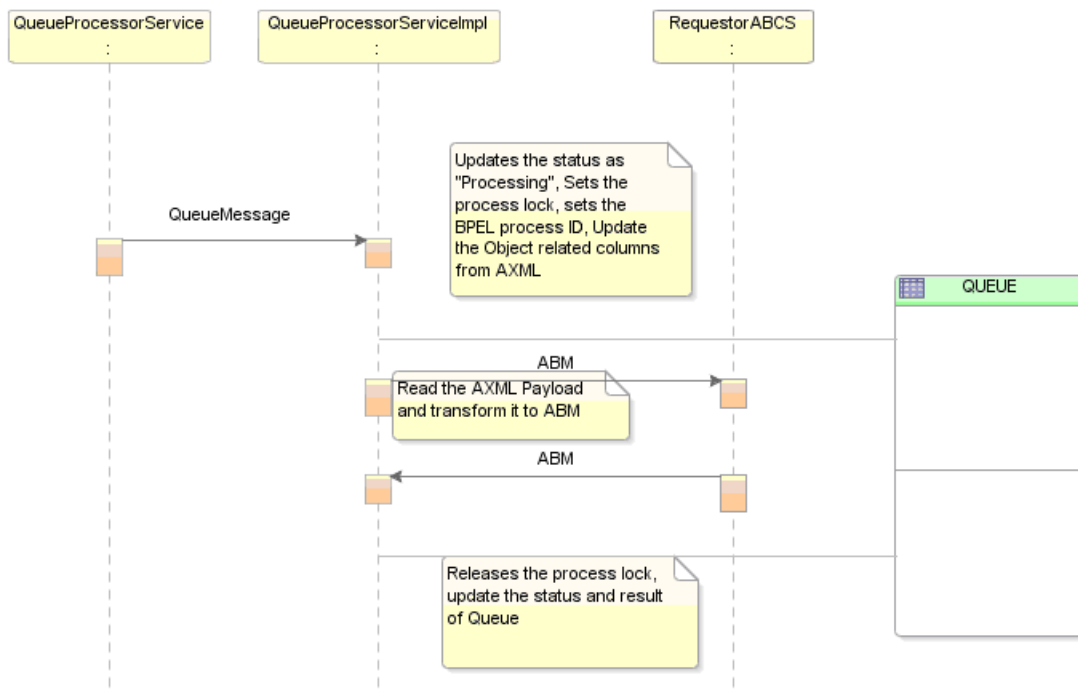 QueueProcessorService
:
QueueProcessorServiceImpl
:
RequestorABCS
:
Updates the status as
"Processing", Sets the
process lock, sets the
BPEL process ID, Update
the Object related columns
from AXML
QueueMessage
QUEUE
ABM
Read the AXML Payload
and transform it to ABM
ABM
Releases the process lock,
update the status and result
of Queue